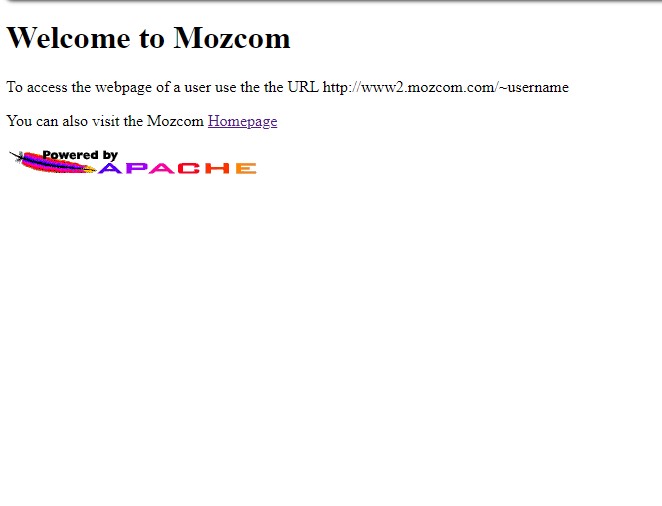 Welcome to Mozcom
To access the webpage of a user use the the URL http://www2.mozcom.com/~username
You can also visit the Mozcom Homepage
Powered by
APACHE